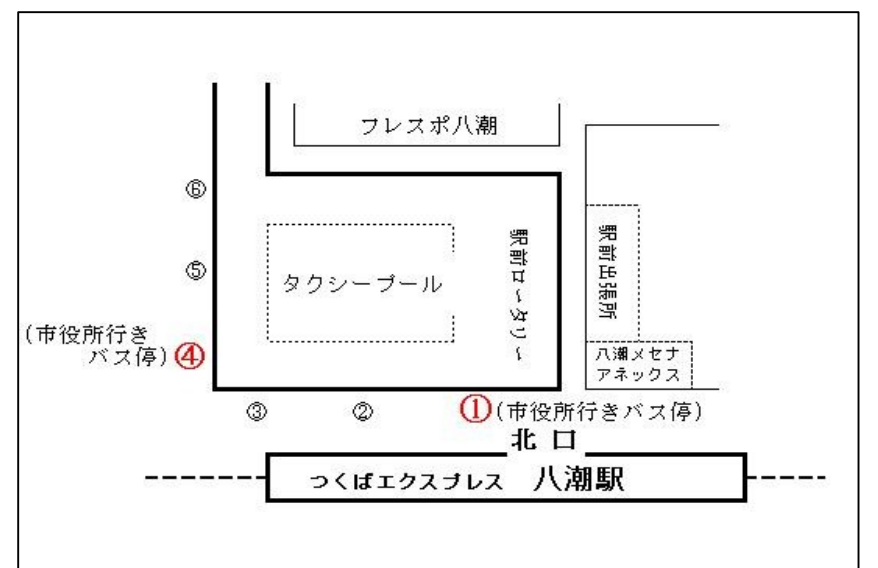 フレスポ八潮
⑥
駅前ロ～タリ～
駅前出張所
⑤
タクシープール
(市役所行き
バス停)④
八潮メセナ
アネックス
③
②
①(市役所行きバス停)
北口
つくばエクスプレス 八潮駅